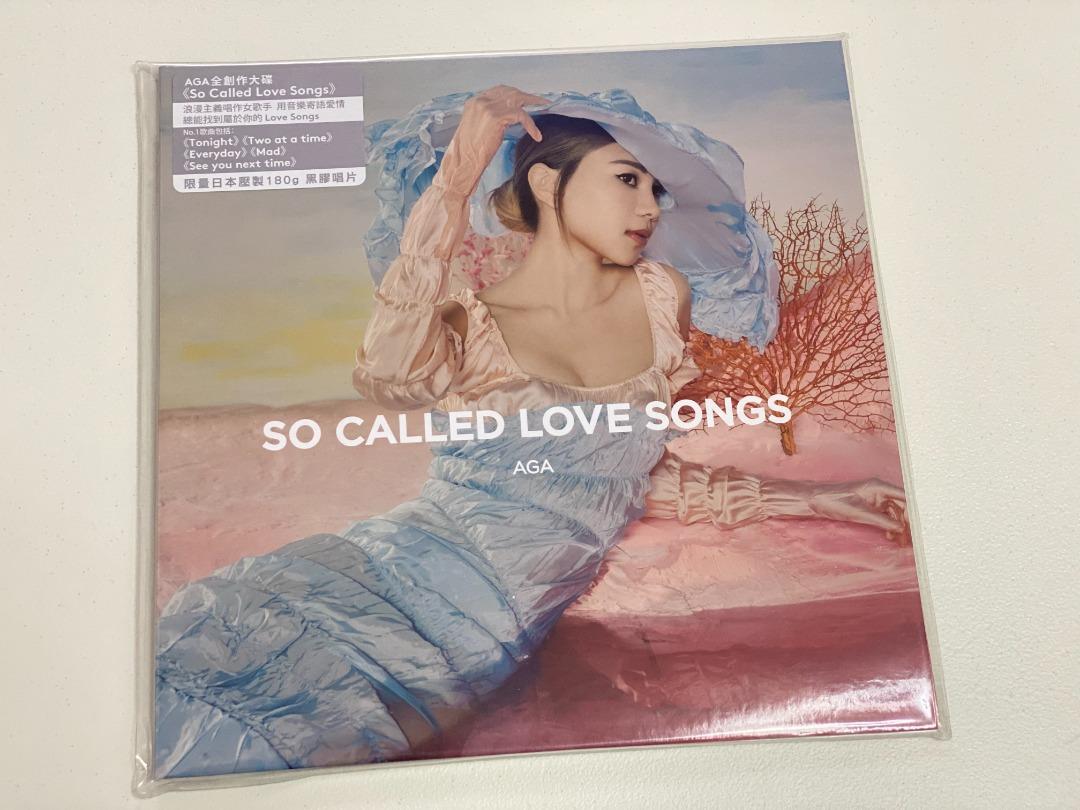 AGA全創作大碟
《So Called Love Songs》
浪漫主義唱作女歌手 用音樂寄語愛情
總能找到屬於你的 Love Songs
No.1歌曲包括：
《Tonight》《Two at a time》
《Everyday》《Mad》
《See you next time》
限量日本壓製180g 黑膠唱片
SO CALLED LOVE SONGS
AGA